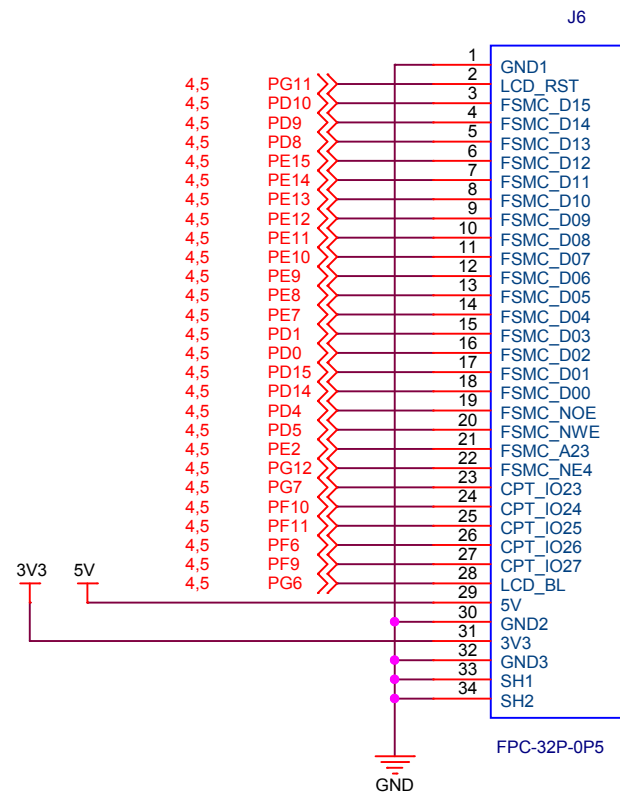 J6
1 GND1
4,5 PG11 2 LCD_RST
4,5 PD10 3 FSMC_D15
4,5 PD9 4 FSMC_D14
4,5 PD8 5 FSMC_D13
4,5 PE15 6 FSMC_D12
4,5 PE14 7 FSMC_D11
4,5 PE13 8 FSMC_D10
4,5 PE12 9 FSMC_D09
4,5 PE11 10 FSMC_D08
4,5 PE10 11 FSMC_D07
4,5 PE9 12 FSMC_D06
4,5 PE8 13 FSMC_D05
4,5 PE7 14 FSMC_D04
4,5 PD1 15 FSMC_D03
4,5 PD0 16 FSMC_D02
4,5 PD15 17 FSMC_D01
4,5 PD14 18 FSMC_D00
4,5 PD4 19 FSMC_NOE
4,5 PD5 20 FSMC_NWE
4,5 PE2 21 FSMC_A23
4,5 PG12 22 FSMC_NE4
4,5 PG7 23 CPT_IO23
4,5 PF10 24 CPT_IO24
4,5 PF11 25 CPT_IO25
4,5 PF6 26 CPT_IO26
4,5 PF9 27 CPT_IO27
3V3 5V 4,5 PG6 28 LCD_BL
29 5V
30 GND2
31 3V3
32 GND3
33 SH1
34 SH2
FPC-32P-0P5
GND